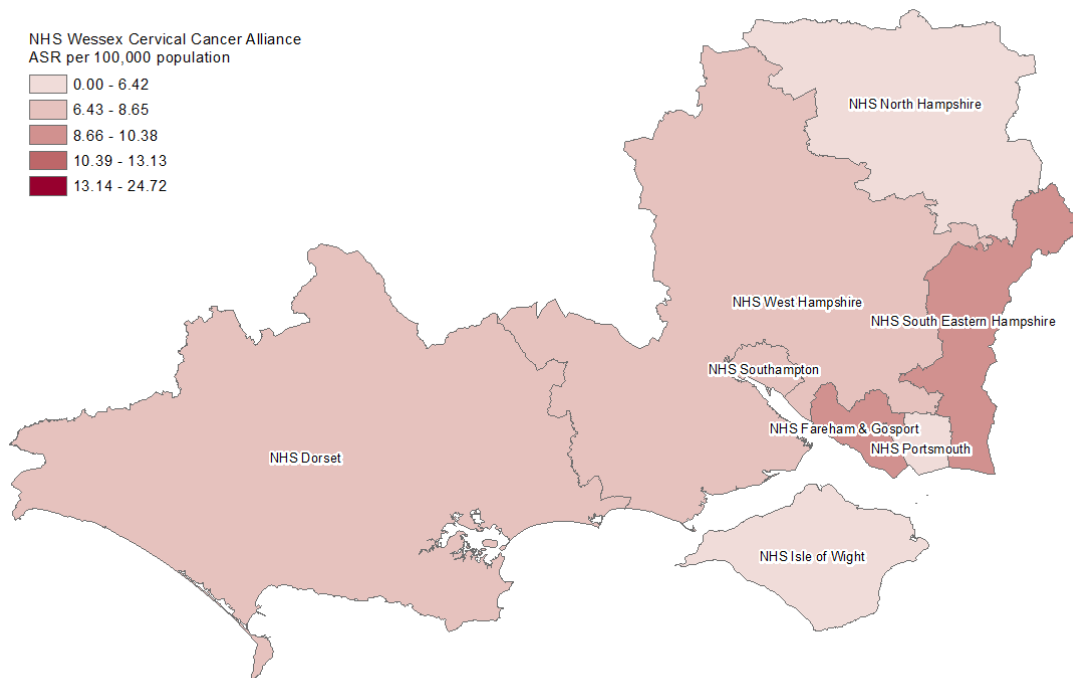 NHS Wessex Cervical Cancer Alliance
ASR per 100,000 population
0.00 - 6.42
6.43 - 8.65
8.66 - 10.38
10.39 - 13.13
13.14 - 24.72
NHS North Hampshire
NHS West Hampshire
NHS South Eastern Hampshire
NHS Southampton
NHS Fareham & Gosport
NHS Portsmouth
NHS Dorset
NHS Isle of Wight